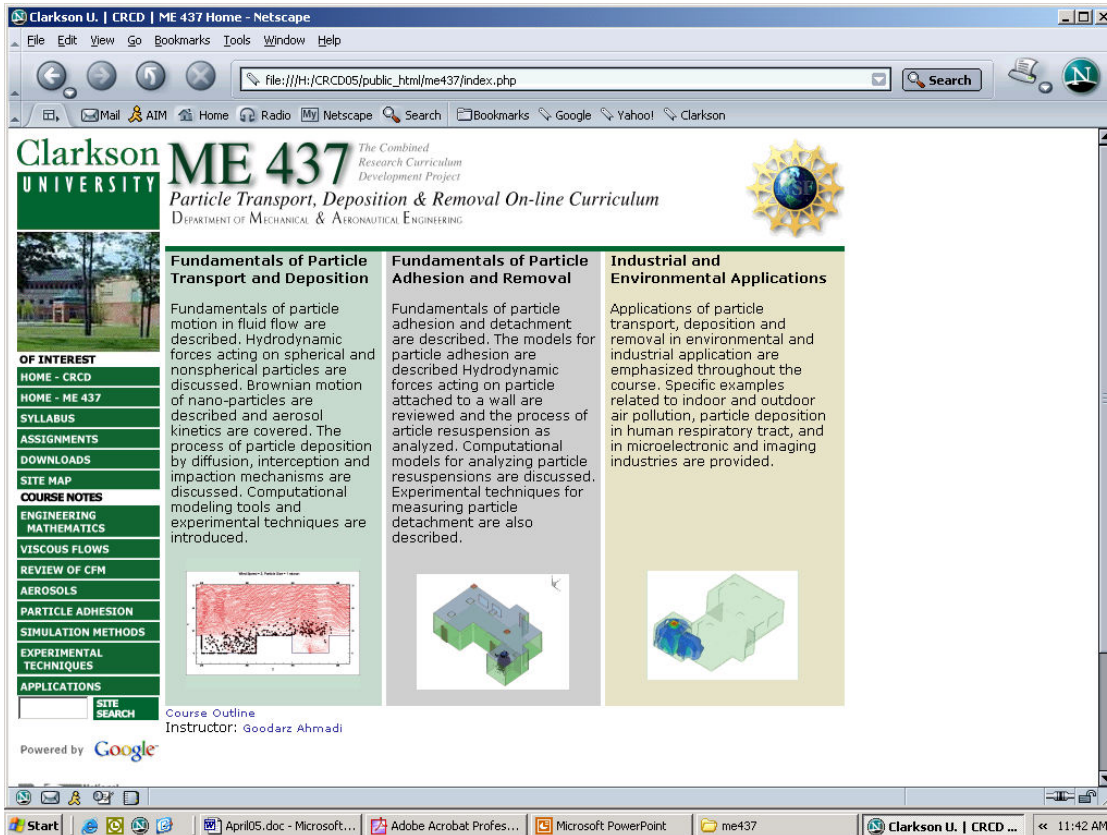 Clarkson U. | CRCD | ME 437 Home - Netscape
File Edit View Go Bookmarks Tools Window Help
file:///H:/CRCD05/public_html/me437/index.php
Search
N
Mail AIM Home Radio My Netscape Search Bookmarks Google Yahoo! Clarkson
Clarkson
UNIVERSITY
ME 437
The Combined
Research Curriculum
Development Project
Particle Transport, Deposition & Removal On-line Curriculum
Department of Mechanical & Aeronautical Engineering
NSF
OF INTEREST
HOME - CRCD
HOME - ME 437
SYLLABUS
ASSIGNMENTS
DOWNLOADS
SITE MAP
COURSE NOTES
ENGINEERING
MATHEMATICS
VISCOUS FLOWS
REVIEW OF CFM
AEROSOLS
PARTICLE ADHESION
SIMULATION METHODS
EXPERIMENTAL
TECHNIQUES
APPLICATIONS
SITE
SEARCH
Powered by Google
Fundamentals of Particle
Transport and Deposition
Fundamentals of particle
motion in fluid flow are
described. Hydrodynamic
forces acting on spherical and
nonspherical particles are
discussed. Brownian motion
of nano-particles are
described and aerosol
kinetics are covered. The
process of particle deposition
by diffusion, interception and
impaction mechanisms are
discussed. Computational
modeling tools and
experimental techniques are
introduced.
Fundamentals of Particle
Adhesion and Removal
Fundamentals of particle
adhesion and detachment
are described. The models for
particle adhesion are
described Hydrodynamic
forces acting on particle
attached to a wall are
reviewed and the process of
article resuspension as
analyzed. Computational
models for analyzing particle
resuspensions are discussed.
Experimental techniques for
measuring particle
detachment are also
described.
Industrial and
Environmental Applications
Applications of particle
transport, deposition and
removal in environmental and
industrial application are
emphasized throughout the
course. Specific examples
related to indoor and outdoor
air pollution, particle deposition
in human respiratory tract, and
in microelectronic and imaging
industries are provided.
Course Outline
Instructor: Goodarz Ahmadi
Start
April05.doc - Microsoft...
Adobe Acrobat Profes...
Microsoft PowerPoint
me437
Clarkson U. | CRCD ...
« 11:42 AM